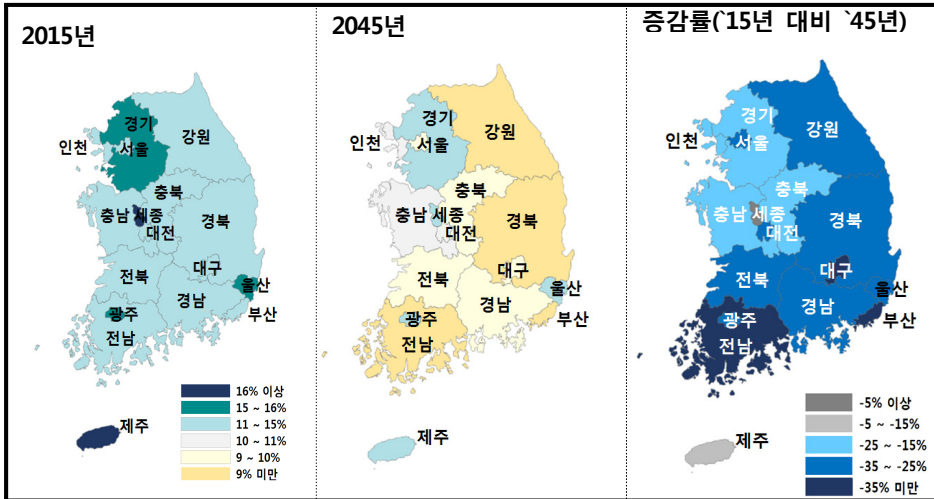 2015년
경기
서울
인천
강원
충북
충남
세종
대전
경북
전북
대구
울산
경남
광주
부산
전남
제주
16% 이상
15 ~ 16%
11 ~ 15%
10 ~ 11%
9 ~ 10%
9% 미만
2045년
경기
인천
서울
강원
충북
충남
세종
대전
경북
전북
대구
울산
경남
광주
부산
전남
제주
증감률(`15년 대비 `45년)
경기
인천
서울
강원
충북
충남
세종
대전
경북
전북
대구
울산
경남
광주
부산
전남
제주
-5% 이상
-5 ~ -15%
-25 ~ -15%
-35 ~ -25%
-35% 미만